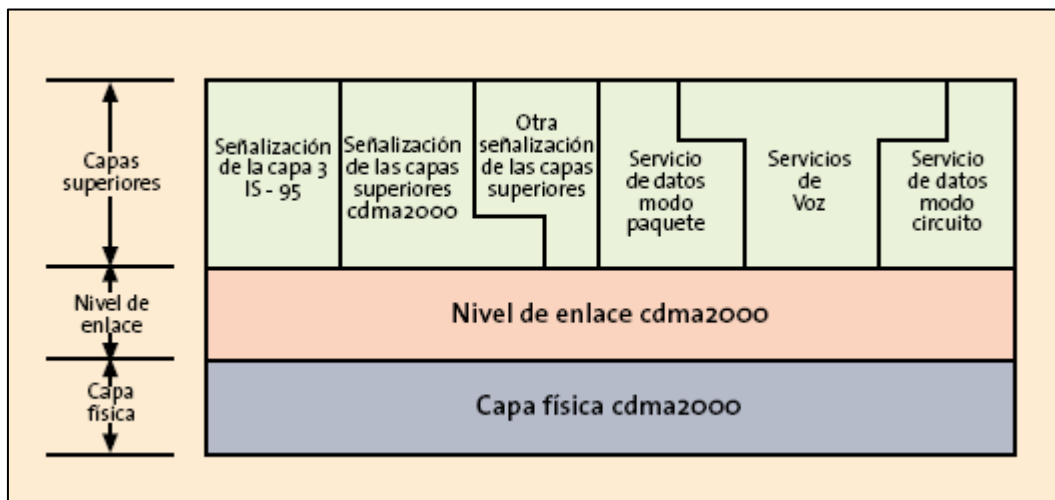 Capas
superiores
Nivel de
enlace
Capa
física
Señalización
de la capa 3
IS - 95
Señalización
de las capas
superiores
cdma2000
Otra
señalización
de las capas
superiores
Servicio
de datos
modo
paquete
Servicios
de
Voz
Servicio
de datos
modo
circuito
Nivel de enlace cdma2000
Capa física cdma2000